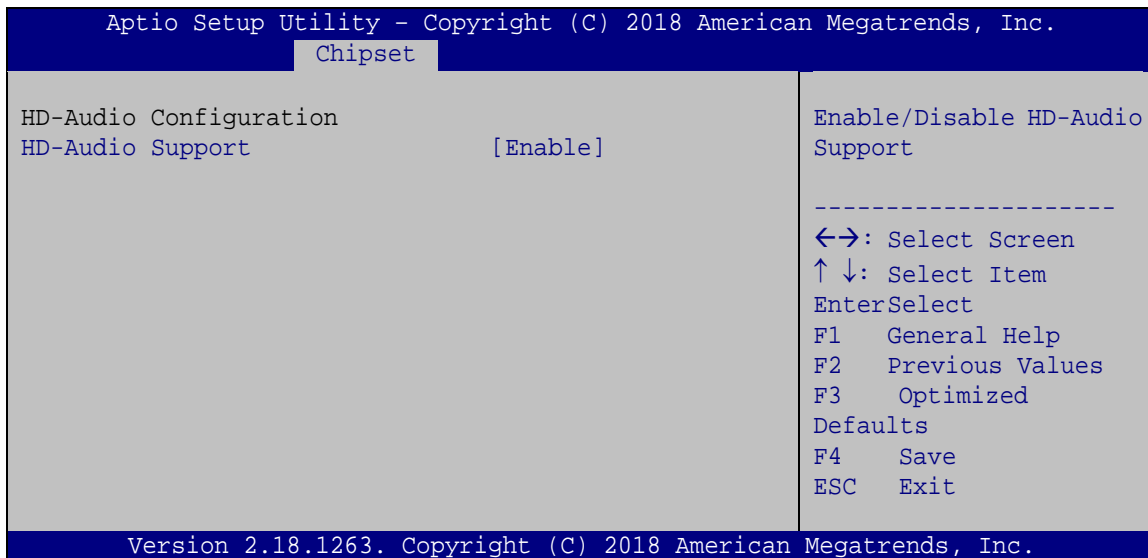 Aptio Setup Utility – Copyright (C) 2018 American Megatrends, Inc.
Chipset
HD-Audio Configuration
HD-Audio Support [Enable]
Enable/Disable HD-Audio
Support
---------------------
←→: Select Screen
↑ ↓: Select Item
EnterSelect
F1 General Help
F2 Previous Values
F3 Optimized
Defaults
F4 Save
ESC Exit
Version 2.18.1263. Copyright (C) 2018 American Megatrends, Inc.